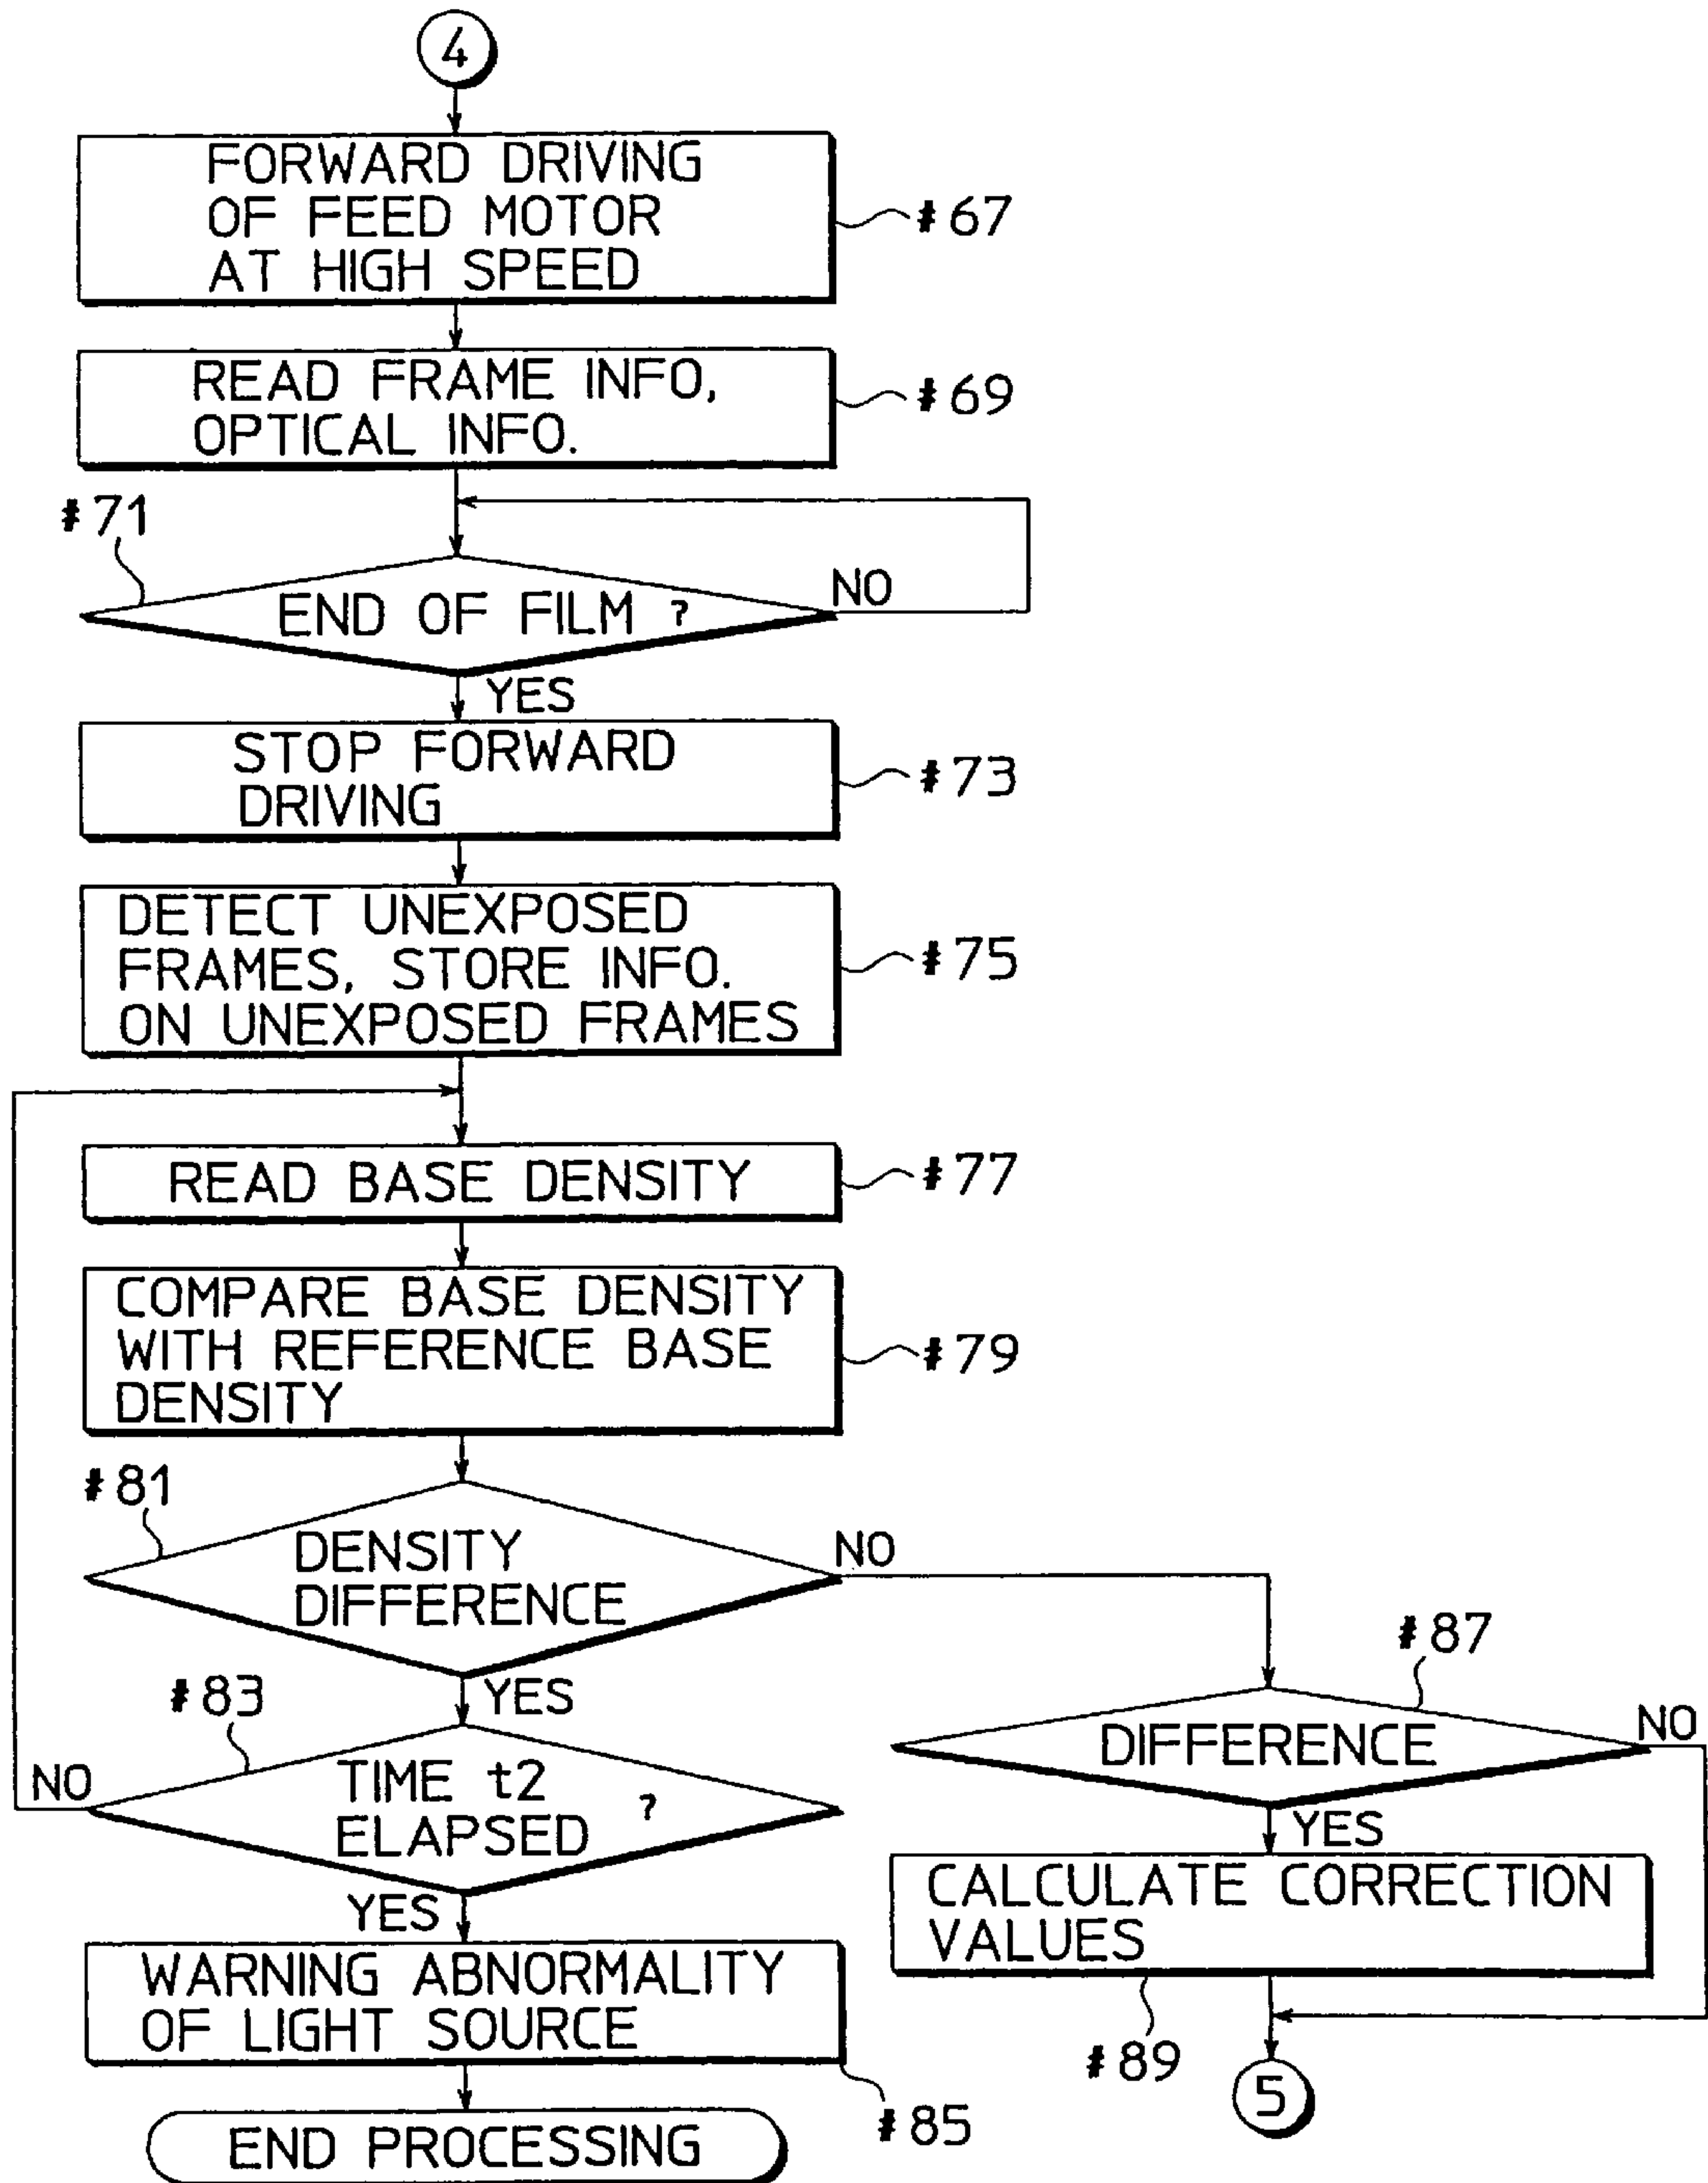 4
FORWARD DRIVING
OF FEED MOTOR
AT HIGH SPEED
#67
READ FRAME INFO,
OPTICAL INFO.
#69
#71
END OF FILM ?
NO
YES
STOP FORWARD
DRIVING
#73
DETECT UNEXPOSED
FRAMES, STORE INFO.
ON UNEXPOSED FRAMES
#75
READ BASE DENSITY
#77
COMPARE BASE DENSITY
WITH REFERENCE BASE
DENSITY
#79
#81
DENSITY
DIFFERENCE
NO
YES
#83
TIME t2
ELAPSED ?
NO
YES
WARNING ABNORMALITY
OF LIGHT SOURCE
#85
END PROCESSING
#87
DIFFERENCE
NO
YES
CALCULATE CORRECTION
VALUES
#89
5